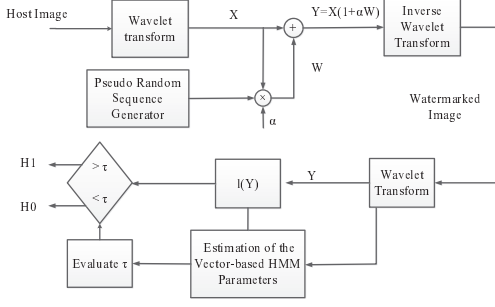 Host Image
Wavelet
transform
X
+
Y=X(1+αW)
Inverse
Wavelet
Transform
Pseudo Random
Sequence
Generator
×
α
W
Watermarked
Image
H1
H0
> τ
< τ
l(Y)
Y
Wavelet
Transform
Evaluate τ
Estimation of the
Vector-based HMM
Parameters